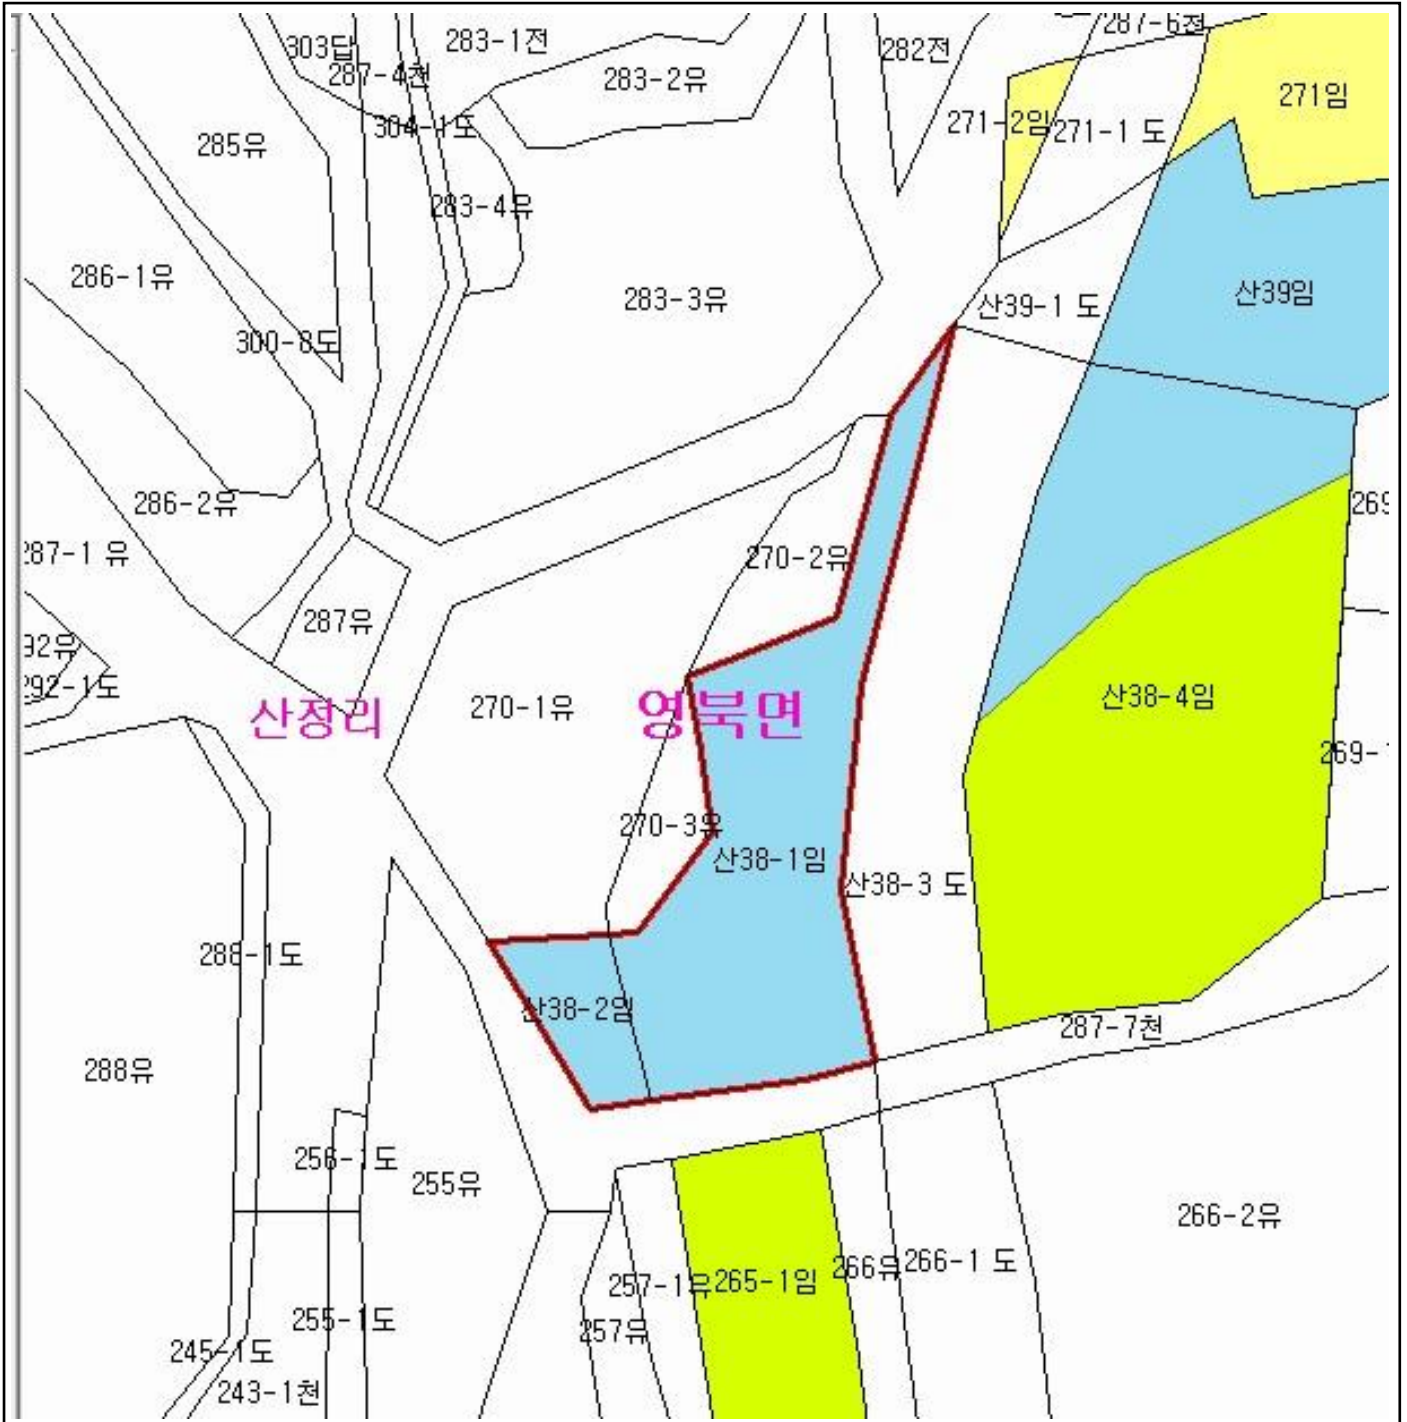 287-6천
303답
283-1전
282전
287-4천
283-2유
271임
304-1도
271-2임
271-1 도
285유
283-4유
286-1유
283-3유
산39-1 도
산39임
300-8도
286-2유
269
287-1 유
270-2유
287유
92유
292-1도
산정리
270-1유
영북면
산38-4임
269-1
270-3유
산38-1임
산38-3 도
288-1도
산38-2임
287-7천
288유
256-1도
255유
266-2유
257-1유
265-1임
266유
266-1 도
255-1도
257유
245-1도
243-1천